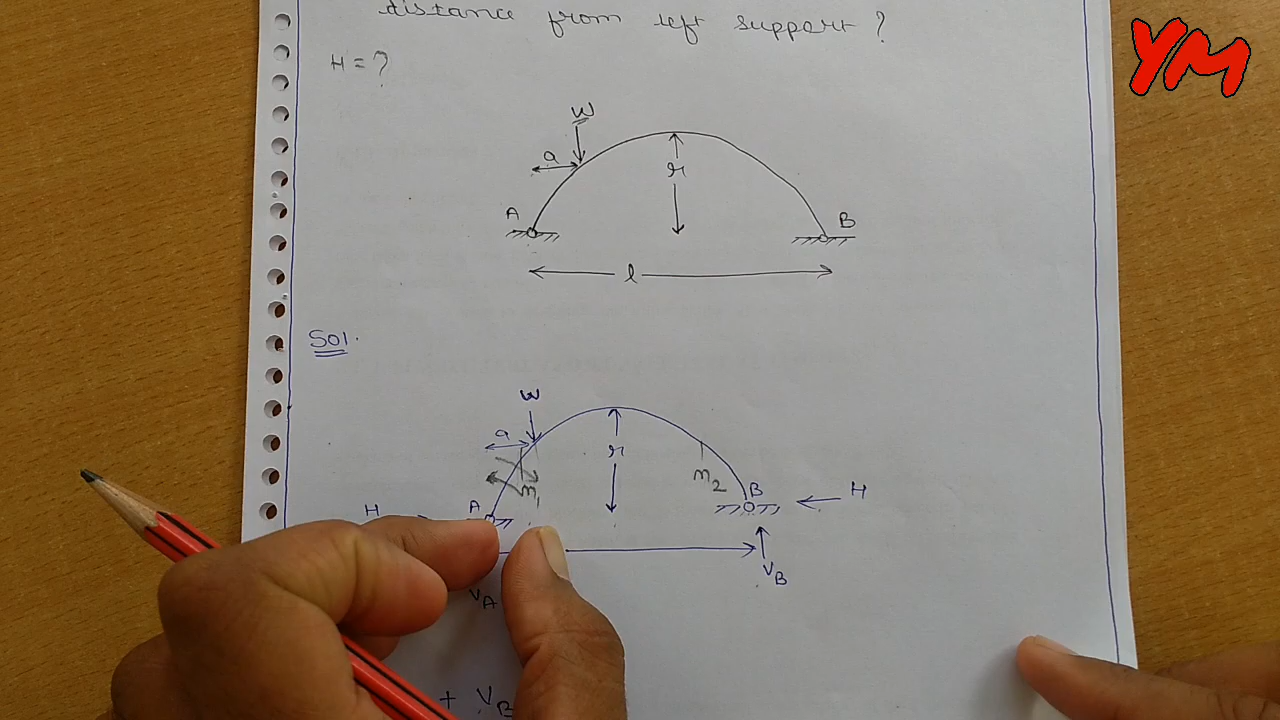 distance from left support ?
YM
H = ?
W
a
r
A
B
l
Sol.
W
a
r
m1
m2
A
B
H
H
VA
VB
+ VB